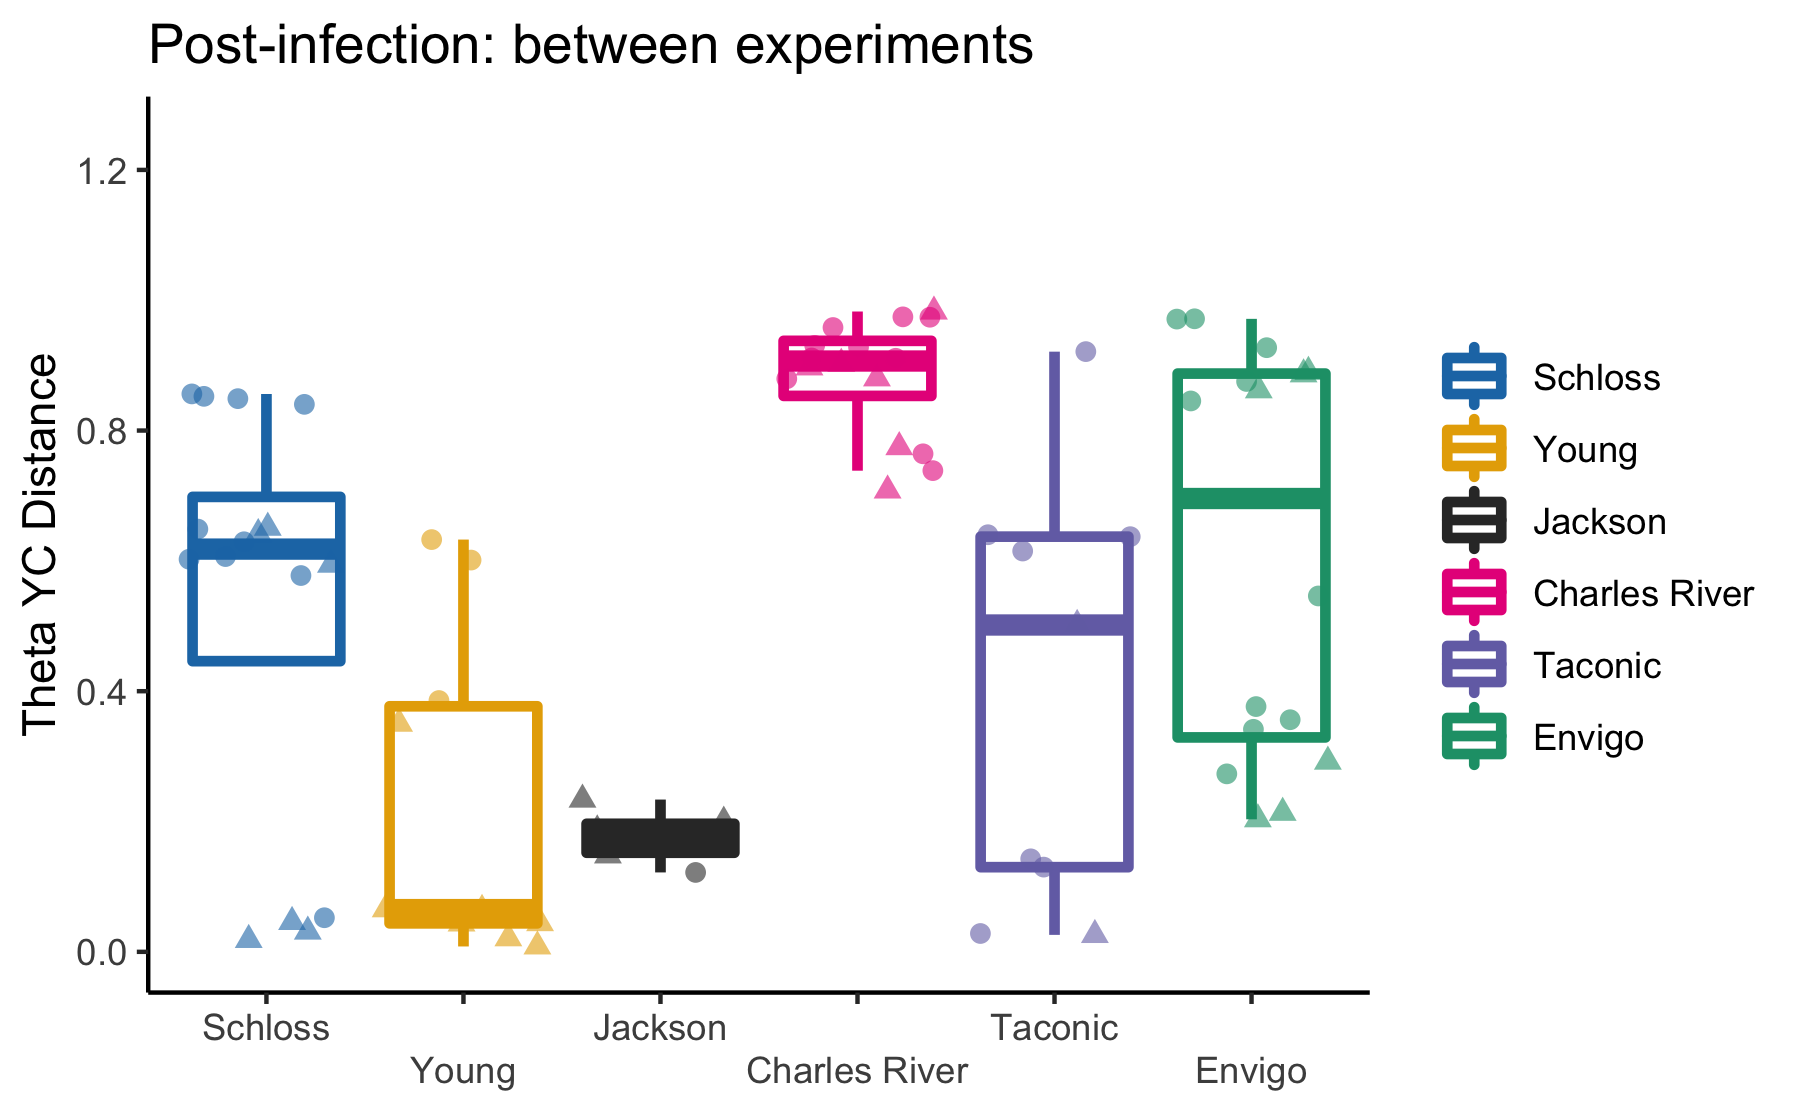 Post-infection: between experiments
Theta YC Distance
1.2
0.8
0.4
0.0
Schloss
Young
Jackson
Charles River
Taconic
Envigo
Schloss
Young
Jackson
Charles River
Taconic
Envigo